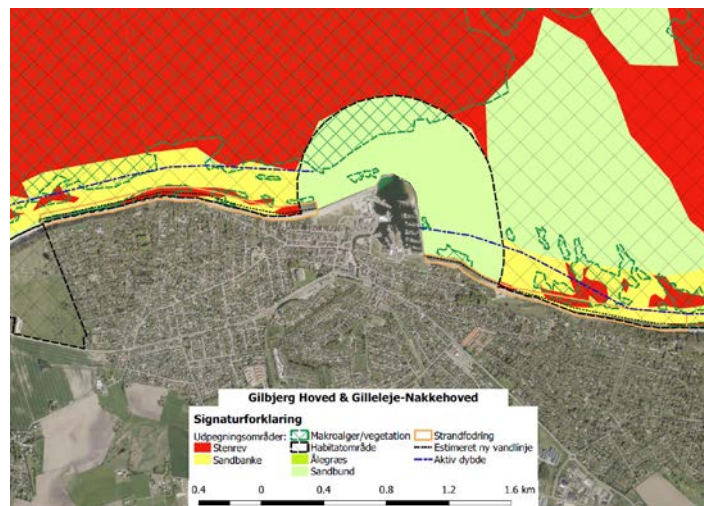 Gilbjerg Hoved & Gilleleje-Nakkehoved
Signaturforklaring
Udpegningsområder:
Stenrev
Sandbanke
Makroalger/vegetation
Habitatområde
Ålegræs
Sandbund
Strandfodring
Estimeret ny vandlinje
Aktiv dybde
0.4 0 0.4 0.8 1.2 1.6 km